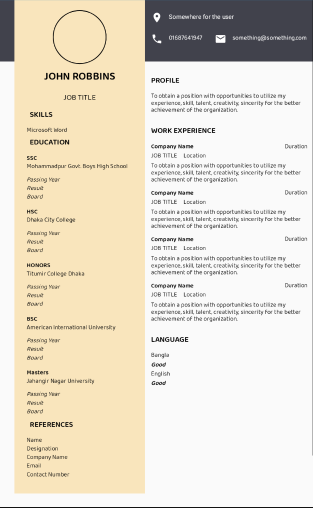 JOHN ROBBINS
JOB TITLE
SKILLS
Microsoft Word
EDUCATION
SSC
Mohammadpur Govt. Boys High School
Passing Year
Result
Board
HSC
Dhaka City College
Passing Year
Result
Board
HONORS
Titumir College Dhaka
Passing Year
Result
Board
BSC
American International University
Passing Year
Result
Board
Masters
Jahangir Nagar University
Passing Year
Result
Board
REFERENCES
Name
Designation
Company Name
Email
Contact Number
Somewhere for the user
01687641947 something@something.com
PROFILE
To obtain a position with opportunities to utilize my
experience, skill, talent, creativity, sincerity for the better
achievement of the organization.
WORK EXPERIENCE
Company Name Duration
JOB TITLE Location
To obtain a position with opportunities to utilize my
experience, skill, talent, creativity, sincerity for the better
achievement of the organization.
Company Name Duration
JOB TITLE Location
To obtain a position with opportunities to utilize my
experience, skill, talent, creativity, sincerity for the better
achievement of the organization.
Company Name Duration
JOB TITLE Location
To obtain a position with opportunities to utilize my
experience, skill, talent, creativity, sincerity for the better
achievement of the organization.
Company Name Duration
JOB TITLE Location
To obtain a position with opportunities to utilize my
experience, skill, talent, creativity, sincerity for the better
achievement of the organization.
LANGUAGE
Bangla
Good
English
Good